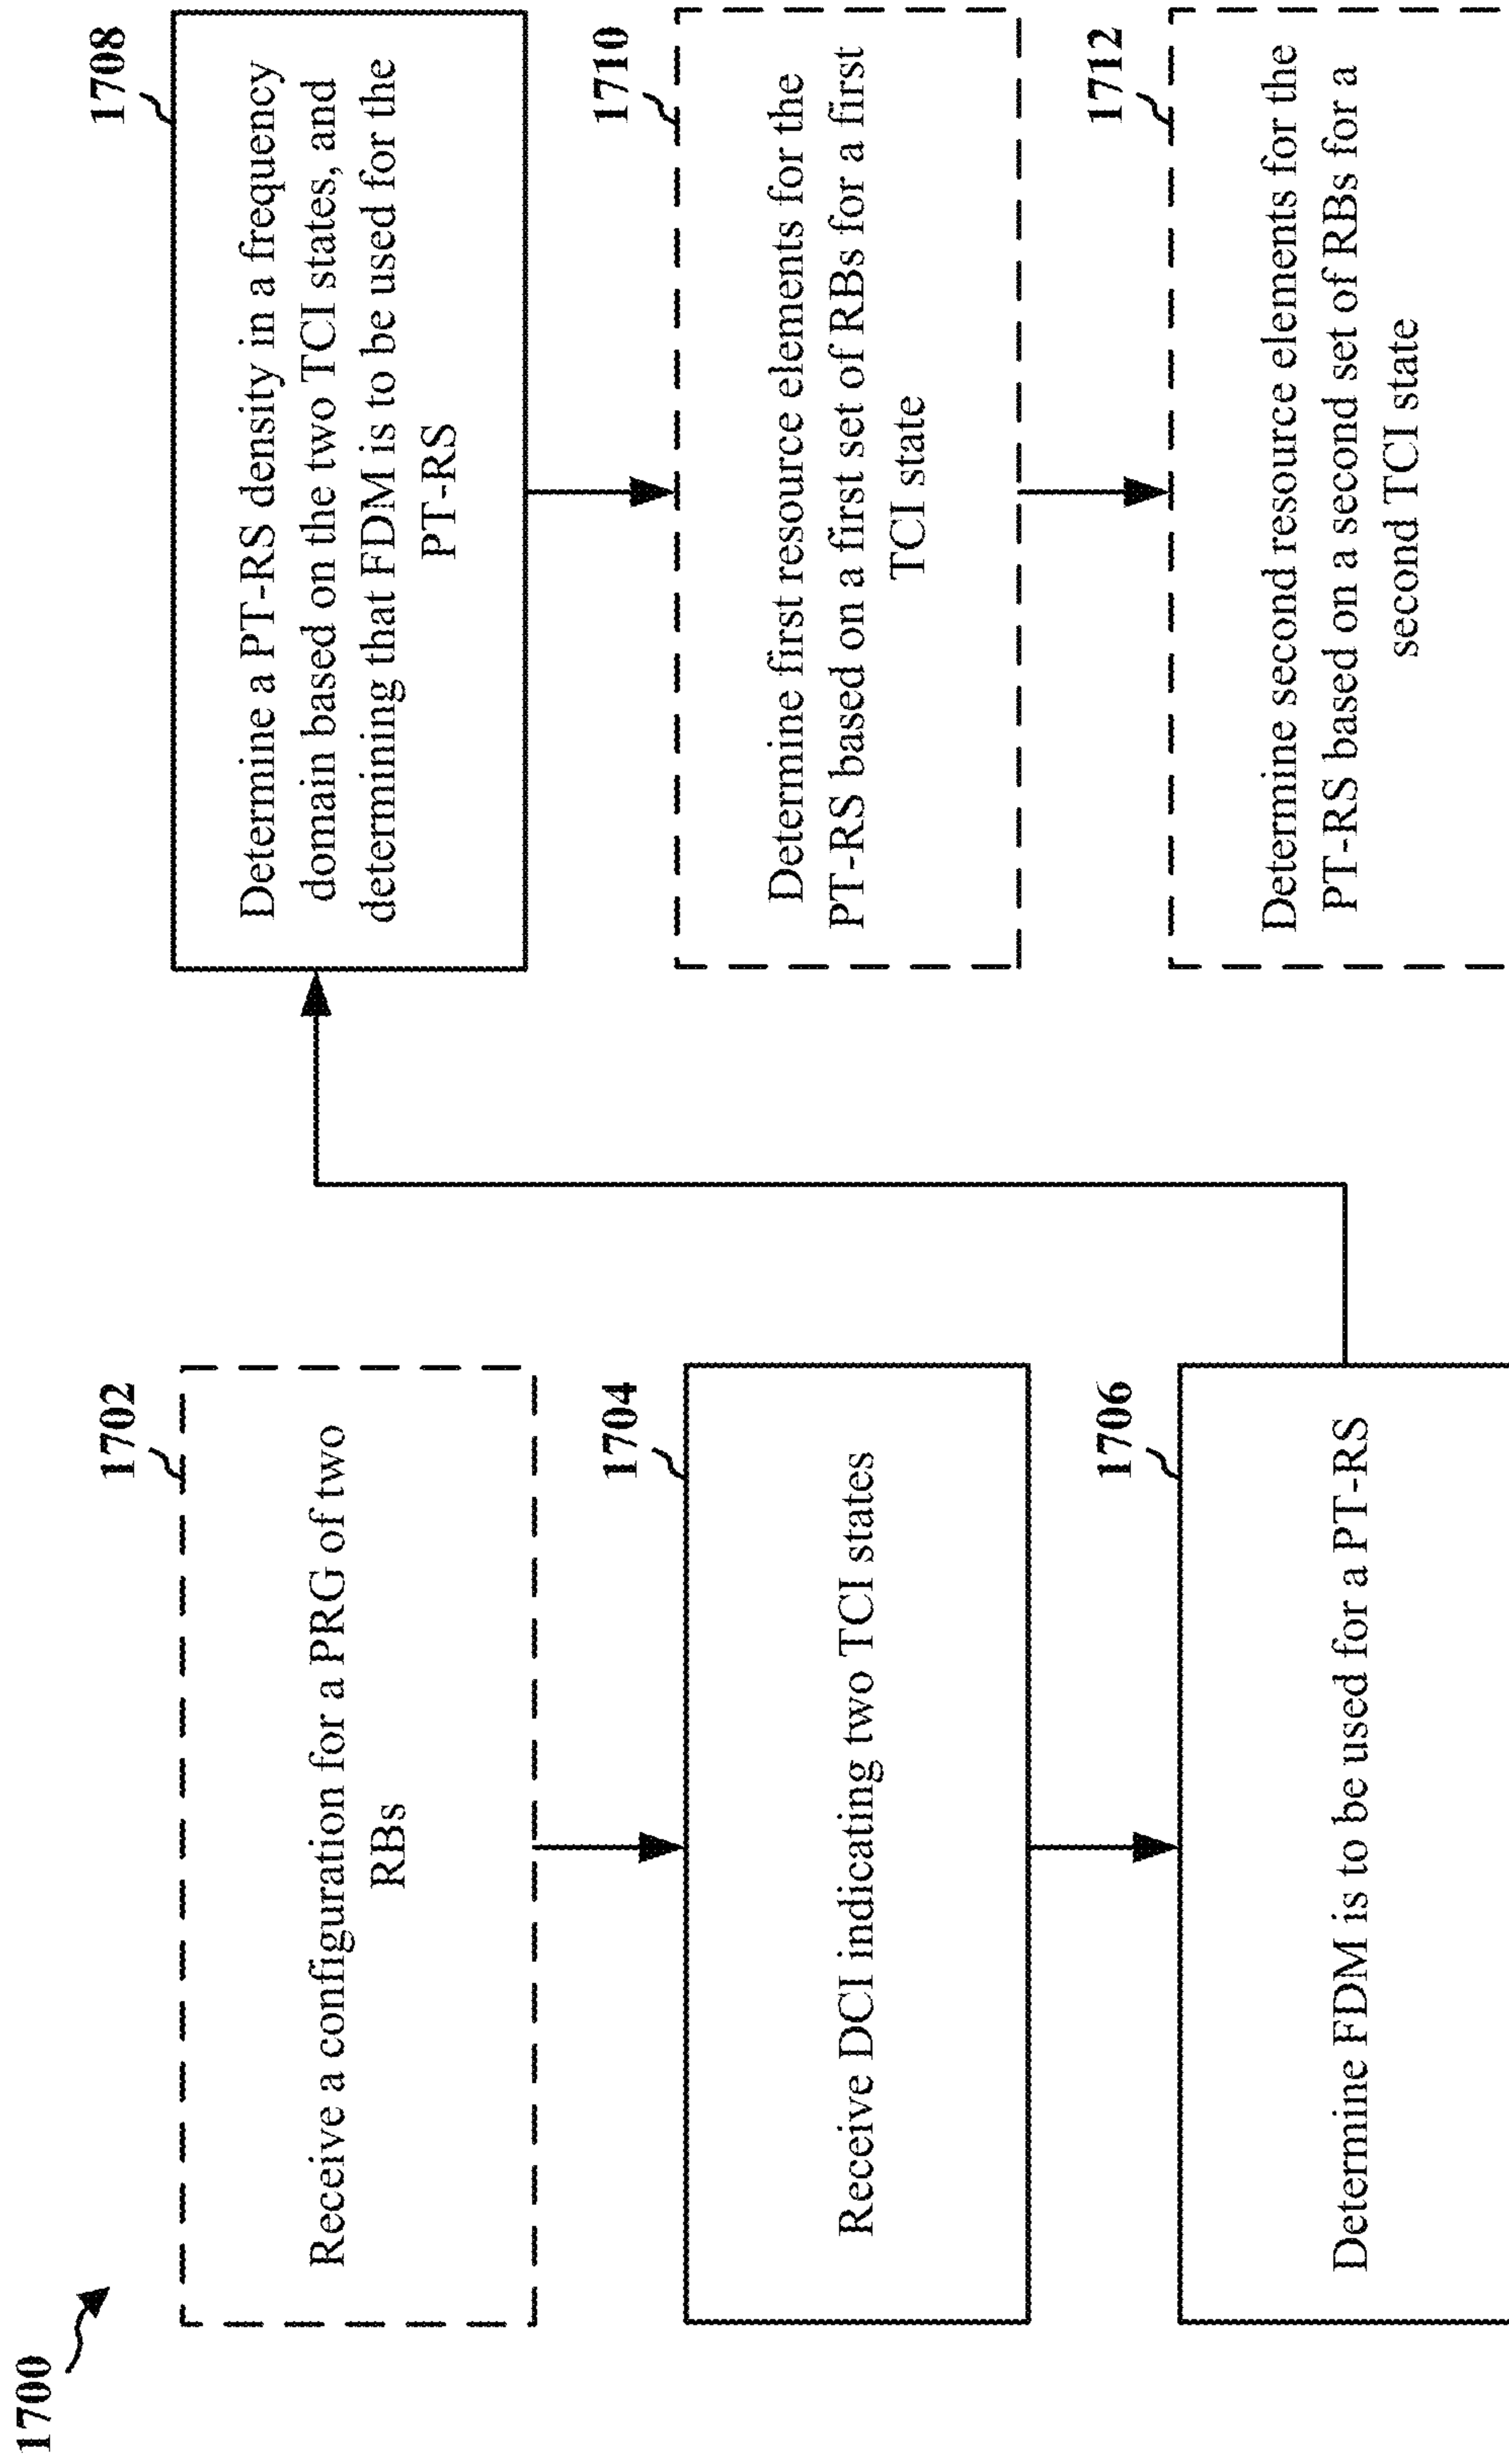 1700
1702
Receive a configuration for a PRG of two
RBs
1704
Receive DCI indicating two TCI states
1706
Determine FDM is to be used for a PT-RS
1708
Determine a PT-RS density in a frequency
domain based on the two TCI states, and
determining that FDM is to be used for the
PT-RS
1710
Determine first resource elements for the
PT-RS based on a first set of RBs for a first
TCI state
1712
Determine second resource elements for the
PT-RS based on a second set of RBs for a
second TCI state